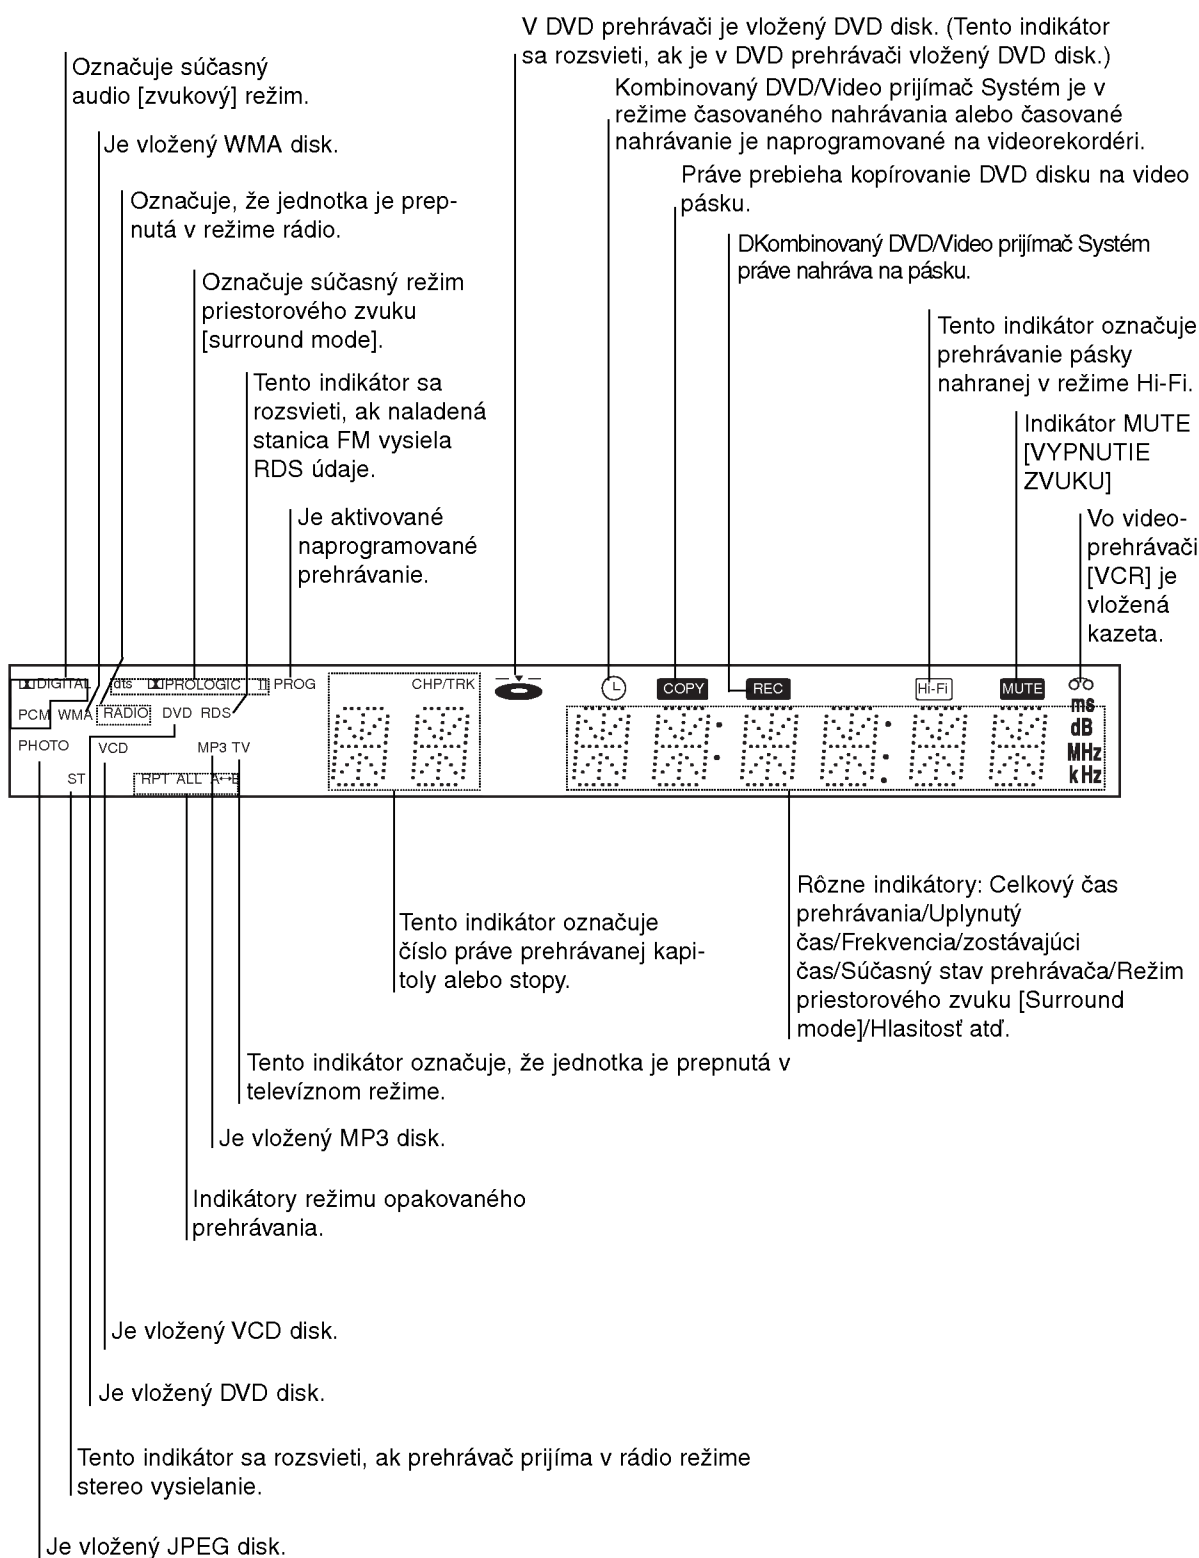 V DVD prehrávači je vložený DVD disk. (Tento indikátor
sa rozsvieti, ak je v DVD prehrávači vložený DVD disk.)
Označuje súčasný
audio [zvukový] režim.
Kombinovaný DVD/Video prijímač Systém je v
režime časovaného nahrávania alebo časované
nahrávanie je naprogramované na videorekordéri.
Je vložený WMA disk.
Práve prebieha kopírovanie DVD disku na video
pásku.
Označuje, že jednotka je prep-
nutá v režime rádio.
DKombinovaný DVD/Video prijímač Systém
práve nahráva na pásku.
Označuje súčasný režim
priestorového zvuku
[surround mode].
Tento indikátor označuje
prehrávanie pásky
nahranej v režime Hi-Fi.
Tento indikátor sa
rozsvieti, ak naladená
stanica FM vysiela
RDS údaje.
Indikátor MUTE
[VYPNUTIE
ZVUKU]
Je aktivované
naprogramované
prehrávanie.
Vo video-
prehrávači
[VCR] je
vložená
kazeta.
DIGITAL dts PROLOGIC II PROG CHP/TRK COPY REC Hi-Fi MUTE
PCM WMA RADIO DVD RDS ms
dB
PHOTO VCD MP3 TV MHz
ST RPT ALL A↔B kHz
Rôzne indikátory: Celkový čas
prehrávania/Uplynutý
čas/Frekvencia/zostávajúci
čas/Súčasný stav prehrávača/Režim
priestorového zvuku [Surround
mode]/Hlasitosť atď.
Tento indikátor označuje
číslo práve prehrávanej kapi-
toly alebo stopy.
Tento indikátor označuje, že jednotka je prepnutá v
televíznom režime.
Je vložený MP3 disk.
Indikátory režimu opakovaného
prehrávania.
Je vložený VCD disk.
Je vložený DVD disk.
Tento indikátor sa rozsvieti, ak prehrávač prijíma v rádio režime
stereo vysielanie.
Je vložený JPEG disk.